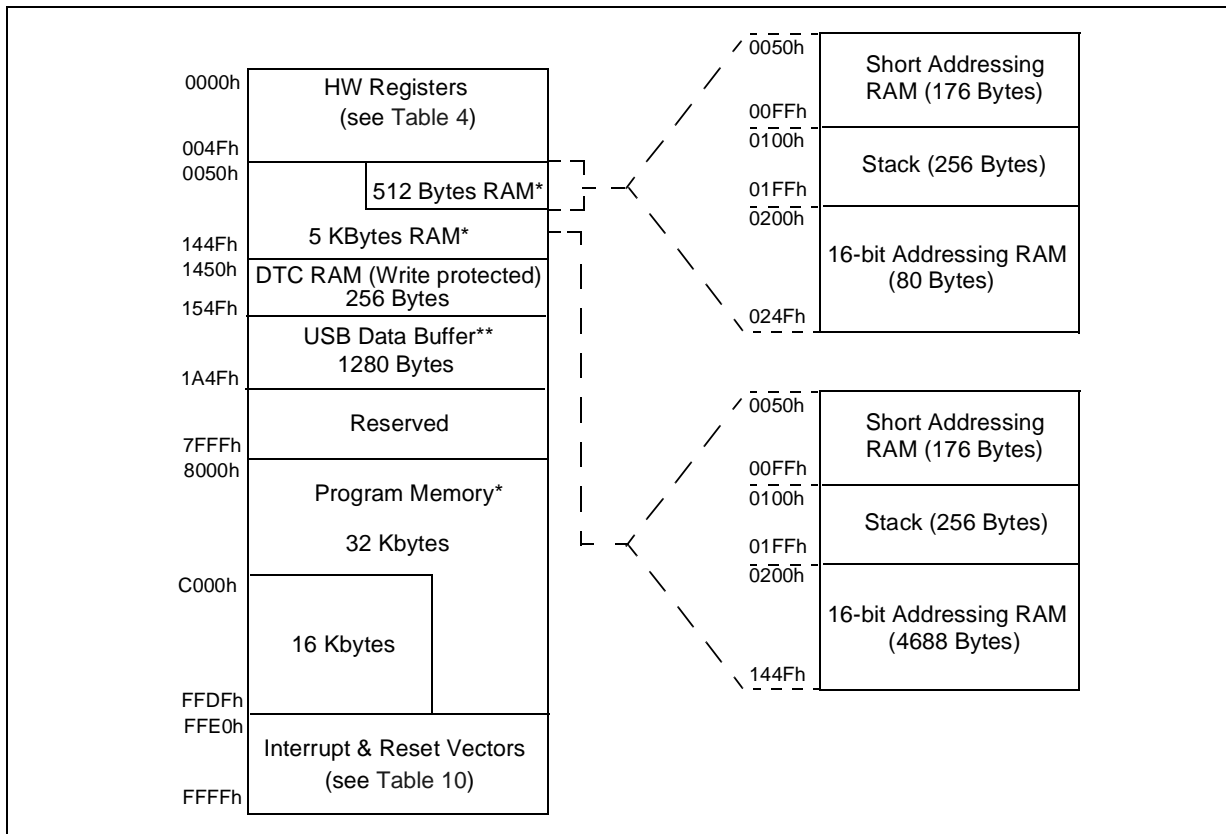 0000h
HW Registers
(see Table 4)
004Fh
0050h
512 Bytes RAM*
5 KBytes RAM*
144Fh
1450h
DTC RAM (Write protected)
256 Bytes
154Fh
USB Data Buffer**
1280 Bytes
1A4Fh
Reserved
7FFFh
8000h
Program Memory*
32 Kbytes
C000h
16 Kbytes
FFDFh
FFE0h
Interrupt & Reset Vectors
(see Table 10)
FFFFh
0050h
Short Addressing
RAM (176 Bytes)
00FFh
0100h
Stack (256 Bytes)
01FFh
0200h
16-bit Addressing RAM
(80 Bytes)
024Fh
0050h
Short Addressing
RAM (176 Bytes)
00FFh
0100h
Stack (256 Bytes)
01FFh
0200h
16-bit Addressing RAM
(4688 Bytes)
144Fh